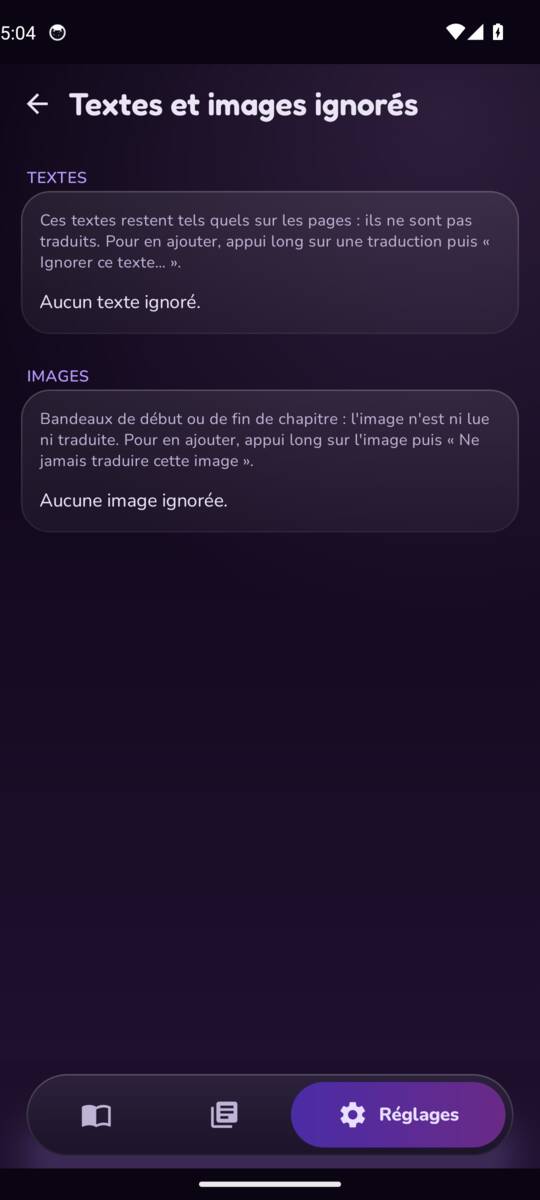 5:04
Textes et images ignorés
TEXTES
Ces textes restent tels quels sur les pages : ils ne sont pas
traduits. Pour en ajouter, appui long sur une traduction puis «
Ignorer ce texte… ».
Aucun texte ignoré.
IMAGES
Bandeaux de début ou de fin de chapitre : l'image n'est ni lue
ni traduite. Pour en ajouter, appui long sur l'image puis « Ne
jamais traduire cette image ».
Aucune image ignorée.
Réglages